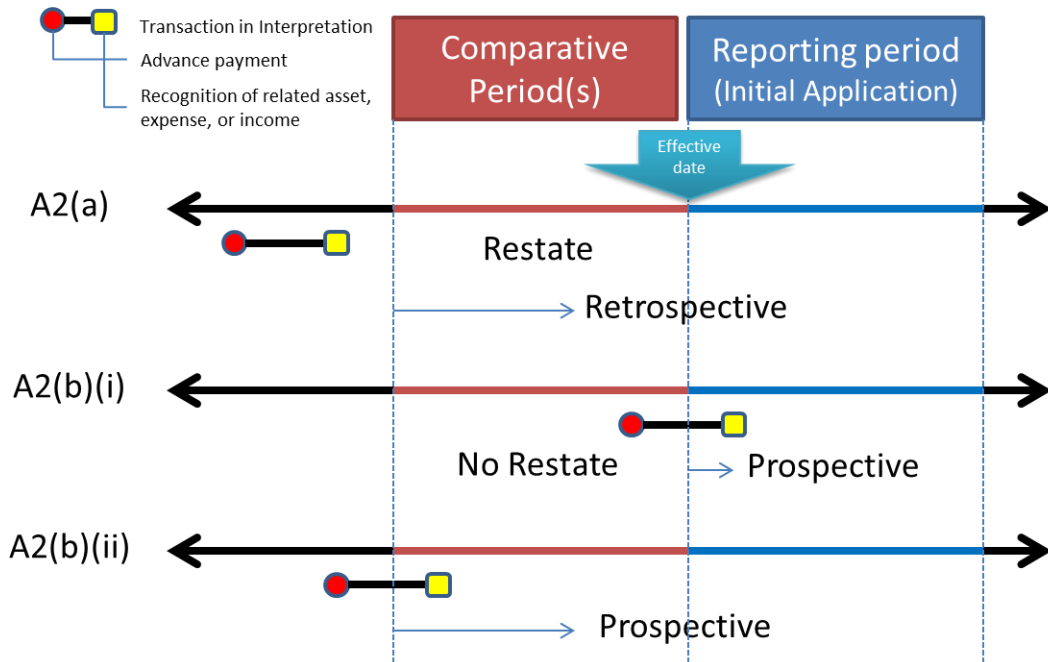 Transaction in Interpretation
Advance payment
Recognition of related asset,
expense, or income
Comparative
Period(s)
Reporting period
(Initial Application)
Effective
date
A2(a)
Restate
Retrospective
A2(b)(i)
No Restate
Prospective
A2(b)(ii)
Prospective